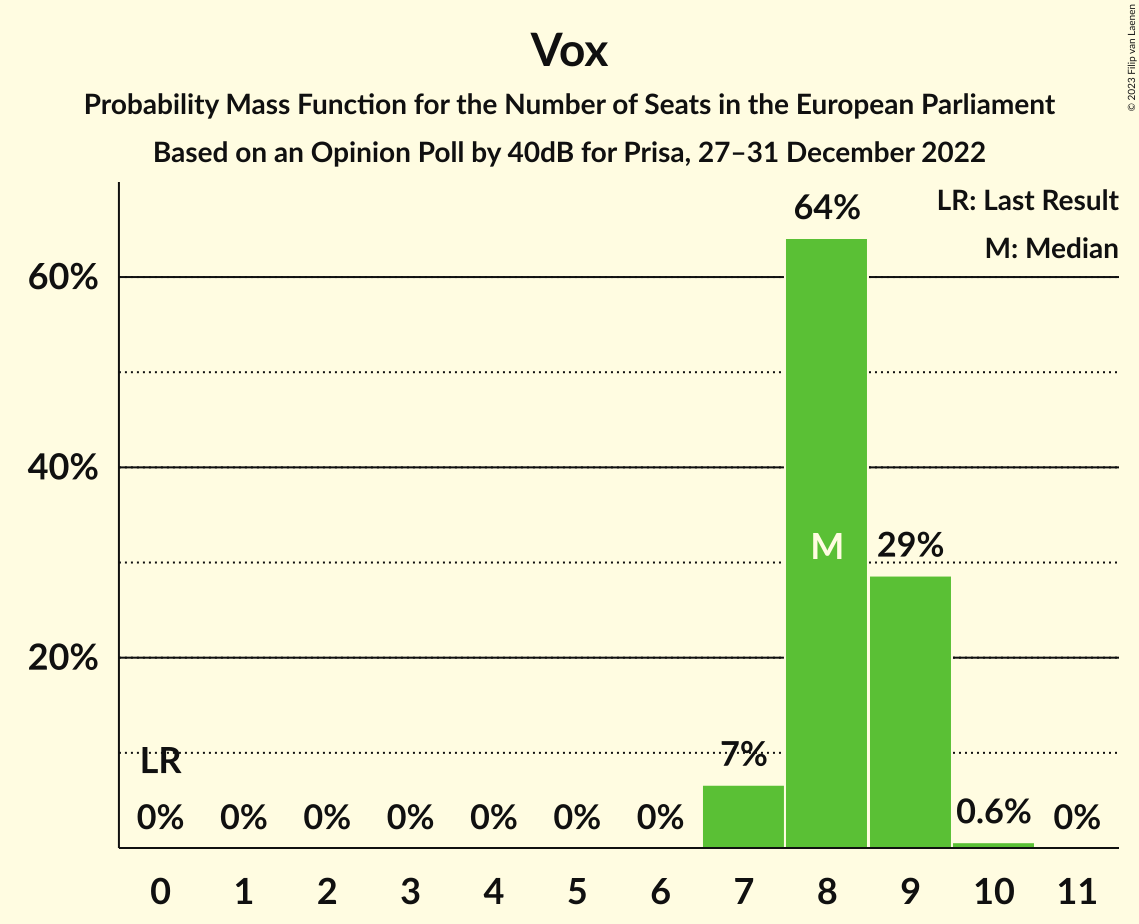 Vox
Probability Mass Function for the Number of Seats in the European Parliament
Based on an Opinion Poll by 40dB for Prisa, 27–31 December 2022
© 2023 Filip van Laenen
LR: Last Result
M: Median
64%
60%
40%
M
29%
20%
LR
7%
0% 0% 0% 0% 0% 0% 0% 0.6% 0%
0 1 2 3 4 5 6 7 8 9 10 11